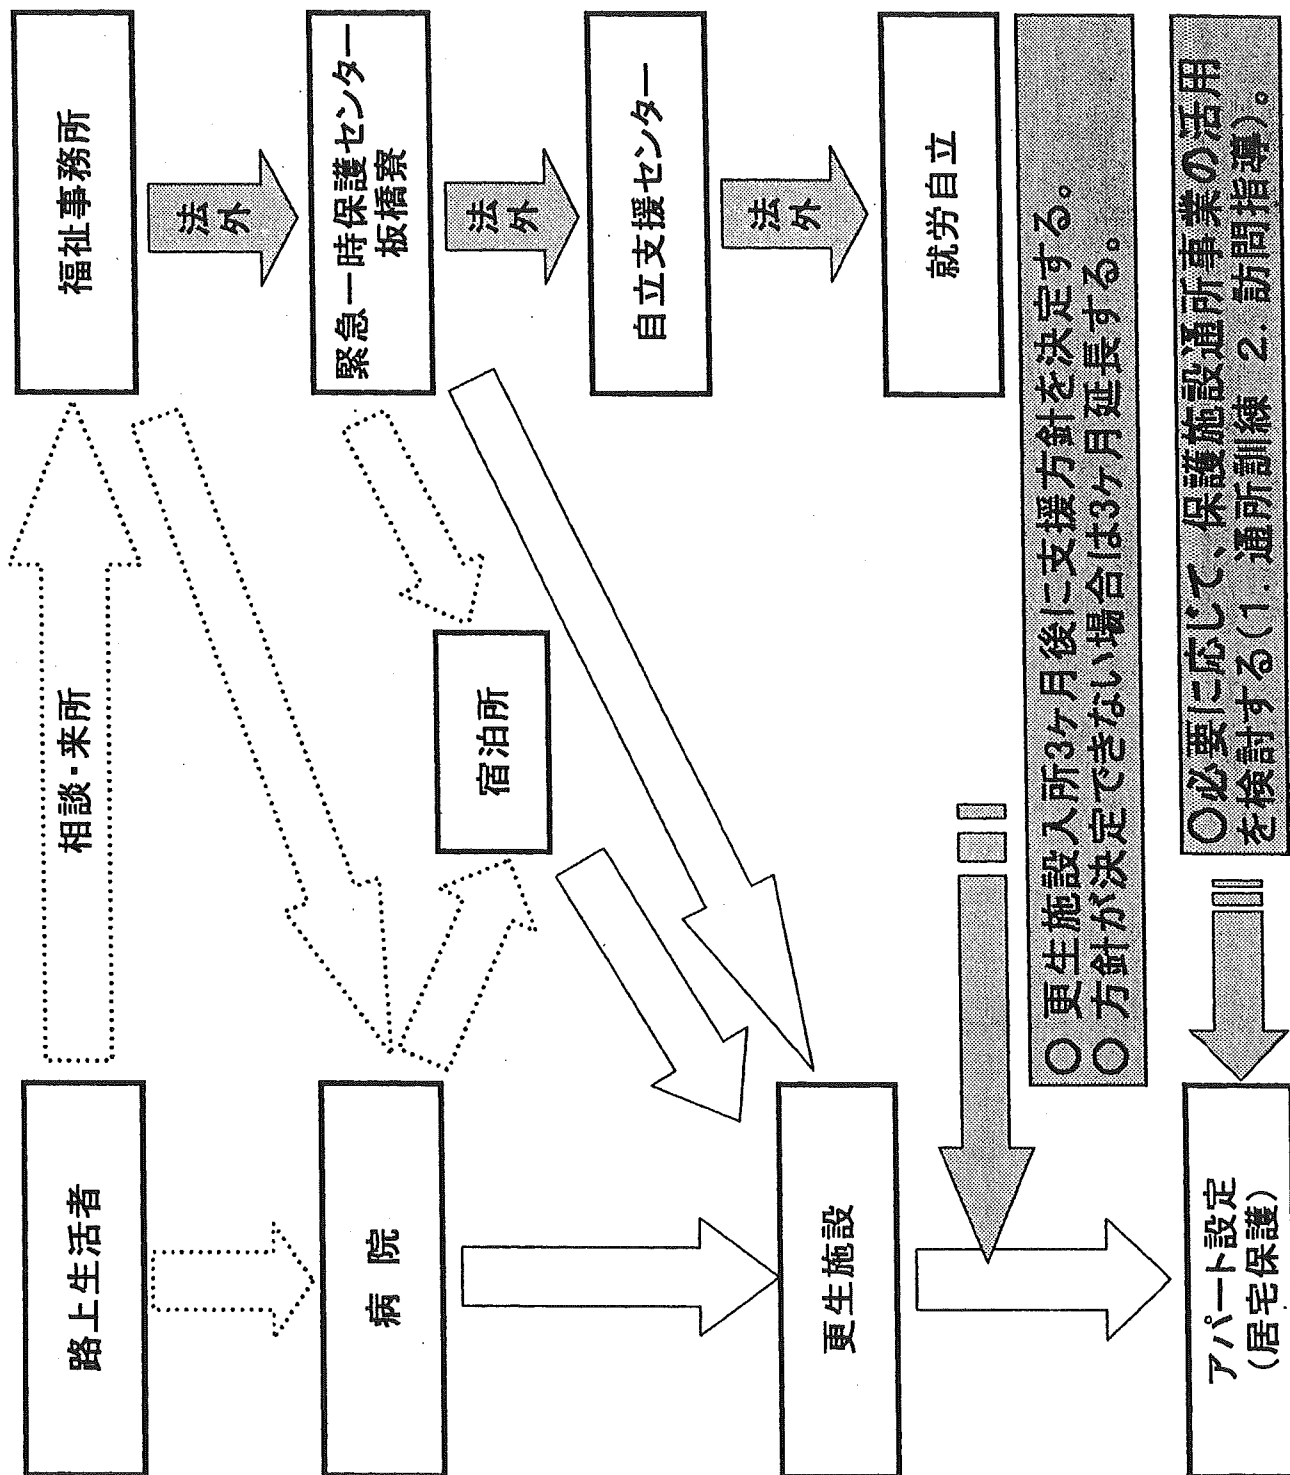 路上生活者
相談・来所
福祉事務所
法外
病 院
宿泊所
緊急一時保護センター
板橋寮
法外
自立支援センター
法外
更生施設
就労自立
○ 更生施設入所3ヶ月後に支援方針を決定する。
○ 方針が決定できない場合は3ヶ月延長する。
アパート設定
(居宅保護)
○必要に応じて、保護施設通所事業の活用
を検討する(1. 通所訓練 2. 訪問指導)。